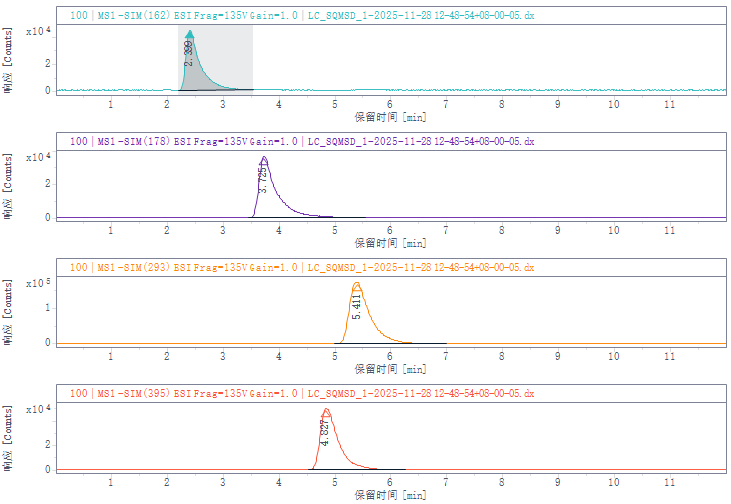 100 | MS1-SIM(162) ESI Frag=135V Gain=1.0 | LC_SQMSD_1-2025-11-28 12-48-54+08-00-05.dx
x10 4
响应 [Counts]
2
0
2.399
1 2 3 4 5 6 7 8 9 10 11
保留时间 [min]
100 | MS1-SIM(178) ESI Frag=135V Gain=1.0 | LC_SQMSD_1-2025-11-28 12-48-54+08-00-05.dx
x10 4
响应 [Counts]
2
0
3.725
1 2 3 4 5 6 7 8 9 10 11
保留时间 [min]
100 | MS1-SIM(293) ESI Frag=135V Gain=1.0 | LC_SQMSD_1-2025-11-28 12-48-54+08-00-05.dx
x10 5
响应 [Counts]
1
0
5.411
1 2 3 4 5 6 7 8 9 10 11
保留时间 [min]
100 | MS1-SIM(395) ESI Frag=135V Gain=1.0 | LC_SQMSD_1-2025-11-28 12-48-54+08-00-05.dx
x10 4
响应 [Counts]
2
0
4.827
1 2 3 4 5 6 7 8 9 10 11
保留时间 [min]